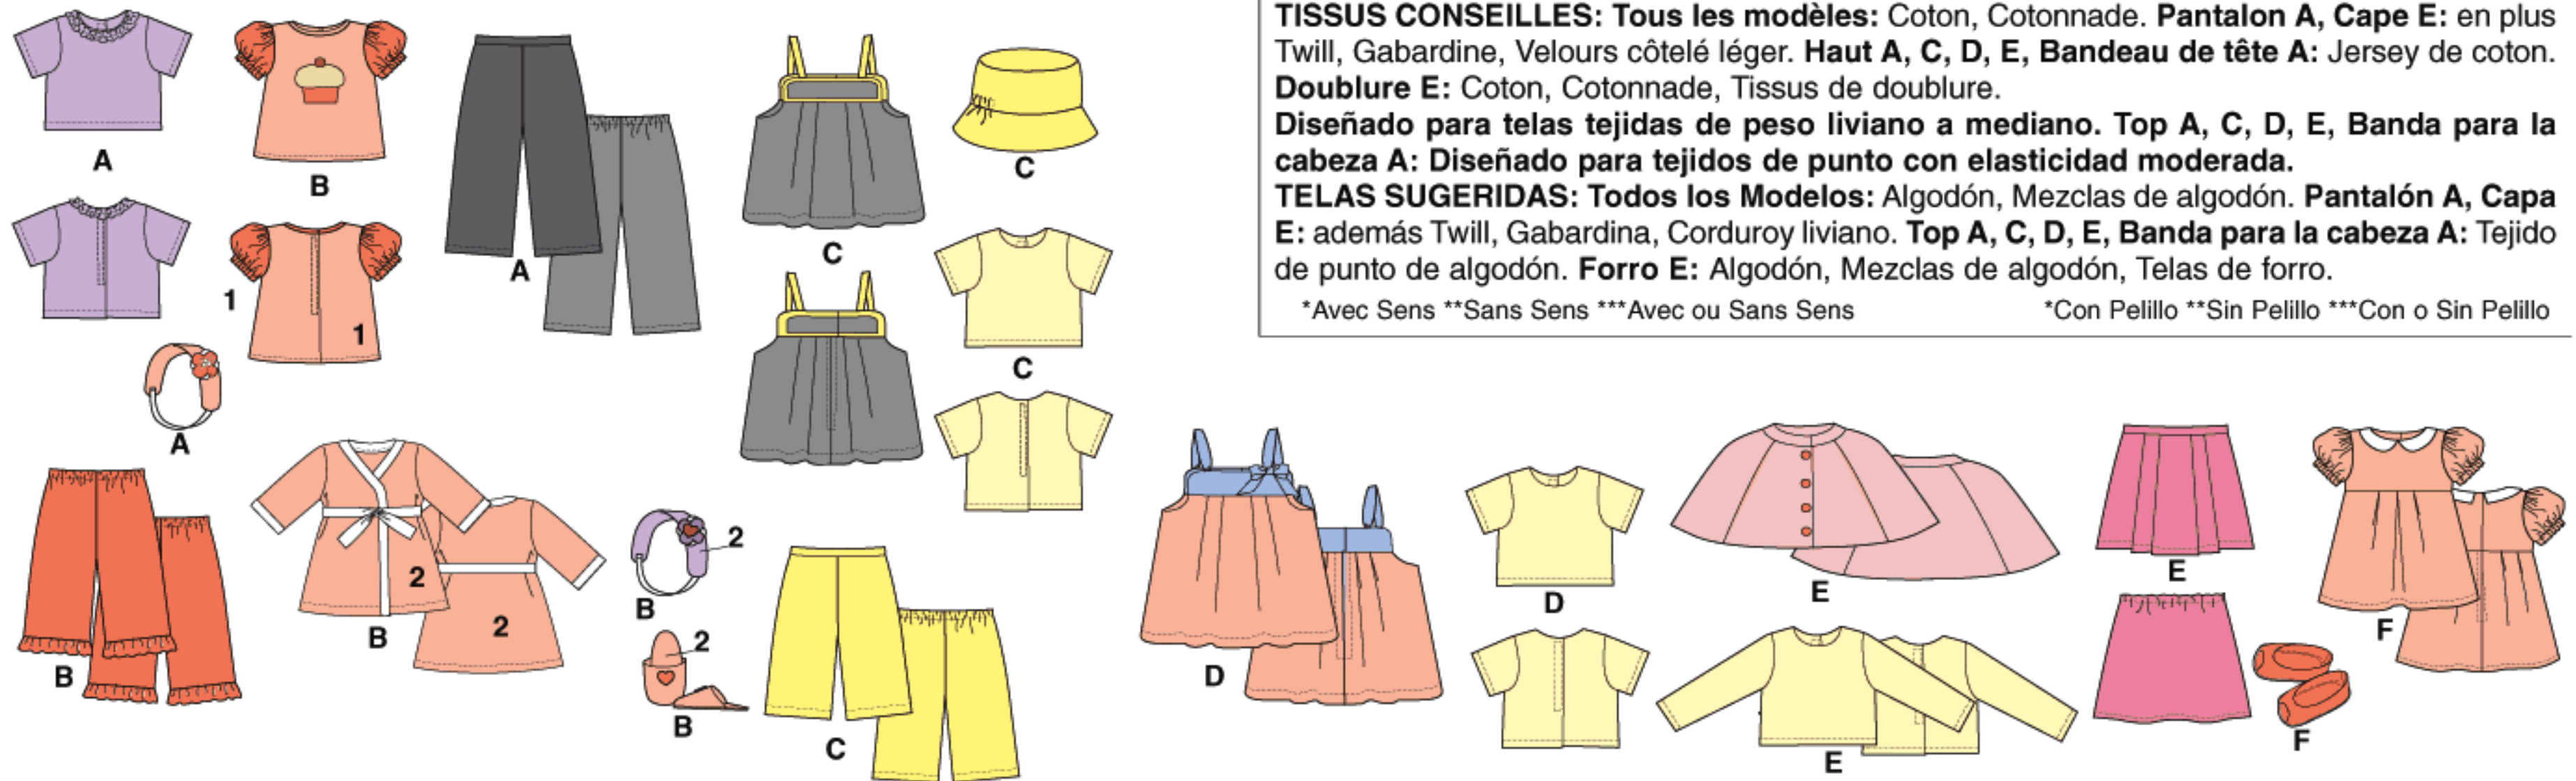 TISSUS CONSEILLES: Tous les modèles: Coton, Cotonnade. Pantalon A, Cape E: en plus
Twill, Gabardine, Velours côtelé léger. Haut A, C, D, E, Bandeau de tête A: Jersey de coton.
Doublure E: Coton, Cotonnade, Tissus de doublure.
Diseñado para telas tejidas de peso liviano a mediano. Top A, C, D, E, Banda para la
cabeza A: Diseñado para tejidos de punto con elasticidad moderada.
TELAS SUGERIDAS: Todos los Modelos: Algodón, Mezclas de algodón. Pantalón A, Capa
E: además Twill, Gabardina, Corduroy liviano. Top A, C, D, E, Banda para la cabeza A: Tejido
de punto de algodón. Forro E: Algodón, Mezclas de algodón, Telas de forro.
*Avec Sens **Sans Sens ***Avec ou Sans Sens
*Con Pelillo **Sin Pelillo ***Con o Sin Pelillo
A
B
1
1
A
A
C
C
C
B
2
2
B
2
B
2
B
C
D
D
E
E
E
F
F